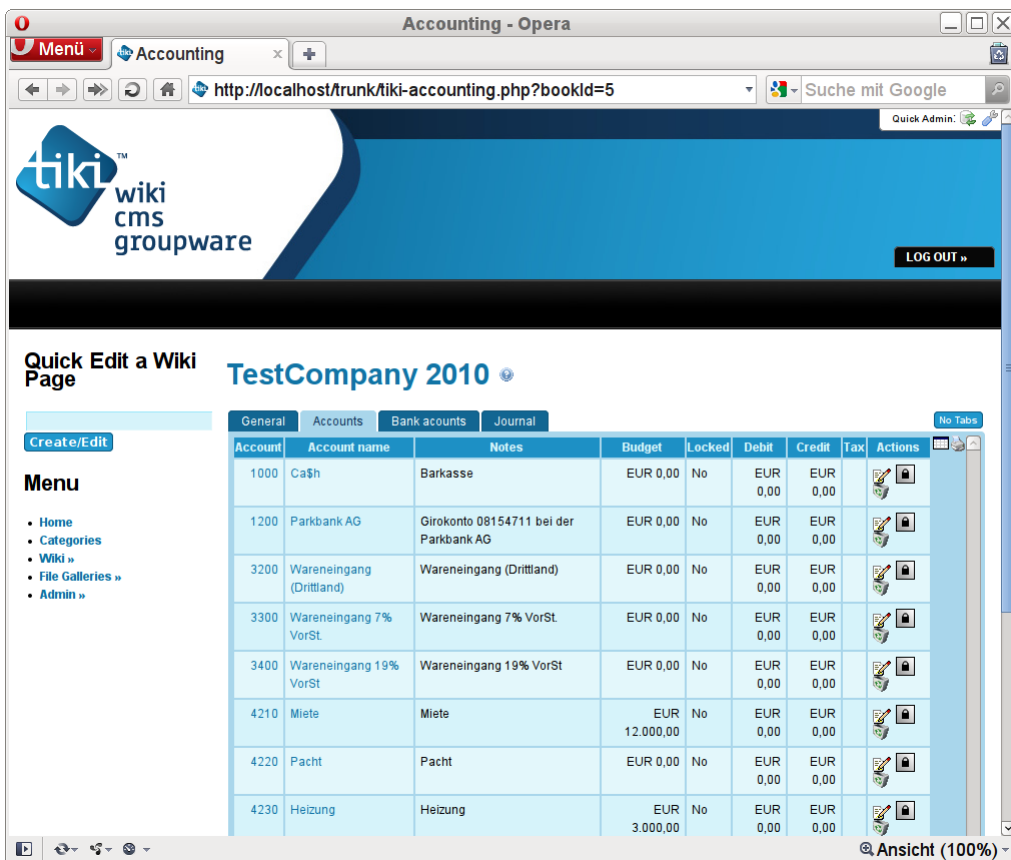 Accounting - Opera
Menü
Accounting
http://localhost/trunk/tiki-accounting.php?bookId=5
Suche mit Google
Quick Admin:
tiki™
wiki
cms
groupware
LOG OUT »
Quick Edit a Wiki
Page
Create/Edit
Menu
Home
Categories
Wiki »
File Galleries »
Admin »
TestCompany 2010
General Accounts Bank acounts Journal
No Tabs
Account Account name Notes Budget Locked Debit Credit Tax Actions
1000 Ca$h Barkasse EUR 0,00 No EUR EUR
0,00 0,00
1200 Parkbank AG Girokonto 08154711 bei der EUR 0,00 No EUR EUR
Parkbank AG 0,00 0,00
3200 Wareneingang Wareneingang (Drittland) EUR 0,00 No EUR EUR
(Drittland) 0,00 0,00
3300 Wareneingang 7% Wareneingang 7% VorSt. EUR 0,00 No EUR EUR
VorSt. 0,00 0,00
3400 Wareneingang 19% Wareneingang 19% VorSt EUR 0,00 No EUR EUR
VorSt 0,00 0,00
4210 Miete Miete EUR No EUR EUR
12.000,00 0,00 0,00
4220 Pacht Pacht EUR 0,00 No EUR EUR
0,00 0,00
4230 Heizung Heizung EUR No EUR EUR
3.000,00 0,00 0,00
Ansicht (100%)